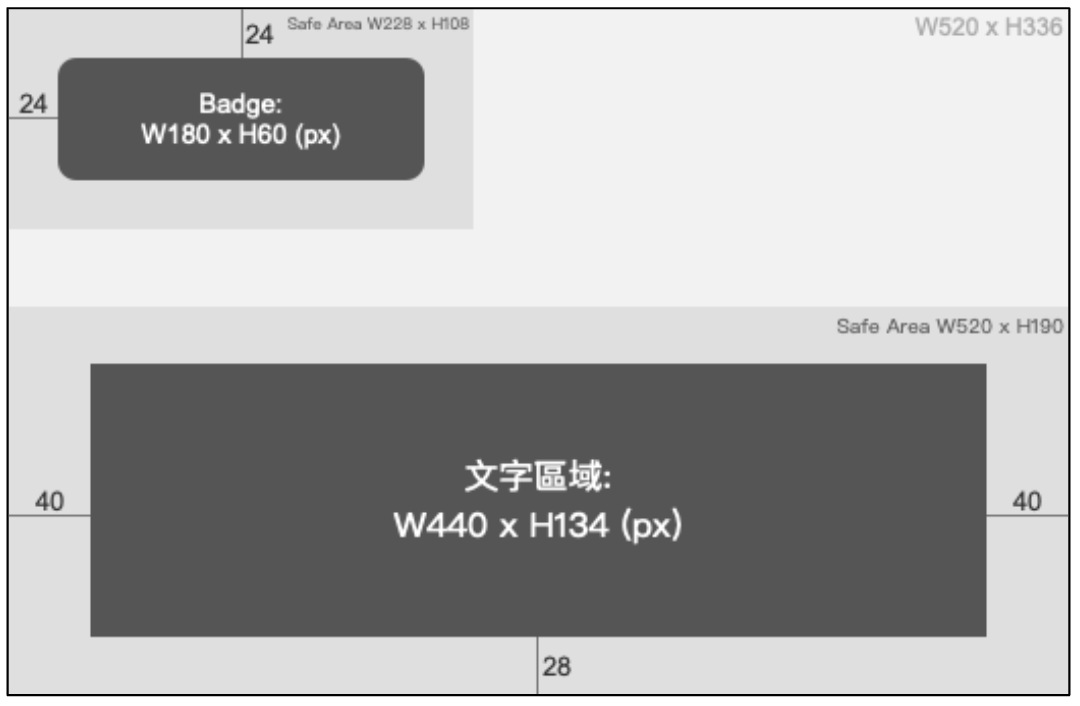 24
Safe Area W228 x H108
W520 x H336
24
Badge:
W180 x H60 (px)
Safe Area W520 x H190
文字區域:
W440 x H134 (px)
40
40
28